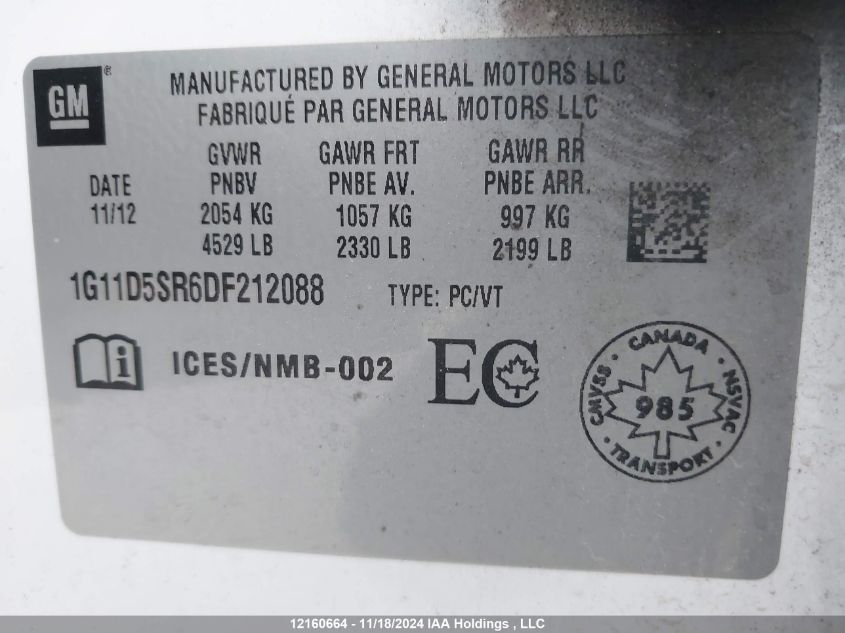 GM ®
MANUFACTURED BY GENERAL MOTORS LLC
FABRIQUÉ PAR GENERAL MOTORS LLC
GVWR GAWR FRT GAWR RR
DATE PNBV PNBE AV. PNBE ARR.
11/12 2054 KG 1057 KG 997 KG
4529 LB 2330 LB 2199 LB
1G11D5SR6DF212088 TYPE: PC/VT
i ICES/NMB-002 EC
CANADA
CMVSS 985 NSVAC
TRANSPORT
12160664 - 11/18/2024 IAA Holdings , LLC